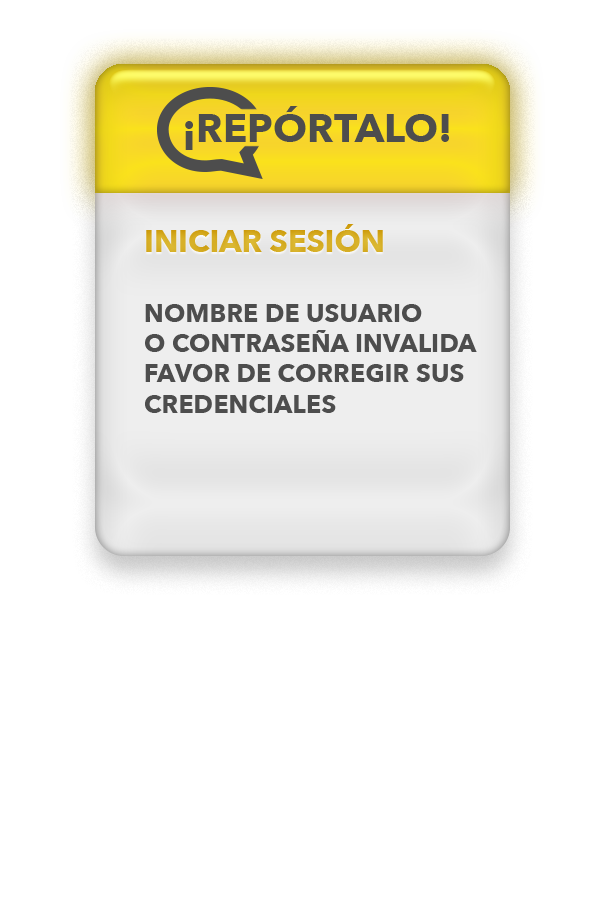 ¡REPÓRTALO!
INICIAR SESIÓN
NOMBRE DE USUARIO
O CONTRASEÑA INVALIDA
FAVOR DE CORREGIR SUS
CREDENCIALES